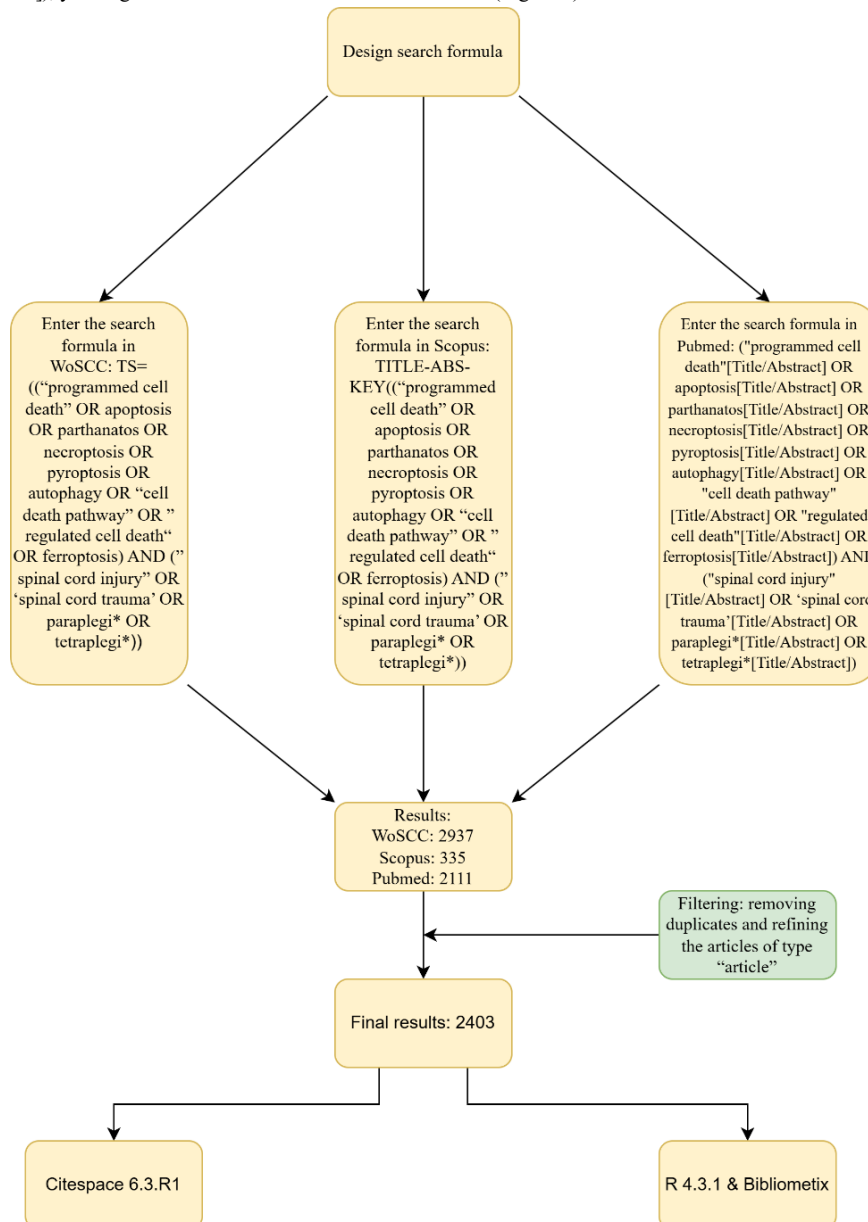 Design search formula
Enter the search
formula in
WoSCC: TS=
((“programmed cell
death” OR apoptosis
OR parthanatos OR
necroptosis OR
pyroptosis OR
autophagy OR “cell
death pathway” OR ”
regulated cell death“
OR ferroptosis) AND (”
spinal cord injury” OR
‘spinal cord trauma’ OR
paraplegi* OR
tetraplegi*))
Enter the search
formula in Scopus:
TITLE-ABS-
KEY((“programmed
cell death” OR
apoptosis OR
parthanatos OR
necroptosis OR
pyroptosis OR
autophagy OR “cell
death pathway” OR ”
regulated cell death“
OR ferroptosis) AND (”
spinal cord injury” OR
‘spinal cord trauma’ OR
paraplegi* OR
tetraplegi*))
Enter the search formula in
Pubmed: ("programmed cell
death"[Title/Abstract] OR
apoptosis[Title/Abstract] OR
parthanatos[Title/Abstract] OR
necroptosis[Title/Abstract] OR
pyroptosis[Title/Abstract] OR
autophagy[Title/Abstract] OR
"cell death pathway"
[Title/Abstract] OR "regulated
cell death"[Title/Abstract] OR
ferroptosis[Title/Abstract]) AND
("spinal cord injury"
[Title/Abstract] OR ‘spinal cord
trauma’[Title/Abstract] OR
paraplegi*[Title/Abstract] OR
tetraplegi*[Title/Abstract])
Results:
WoSCC: 2937
Scopus: 335
Pubmed: 2111
Filtering: removing
duplicates and refining
the articles of type
“article”
Final results: 2403
Citespace 6.3.R1
R 4.3.1 & Bibliometix